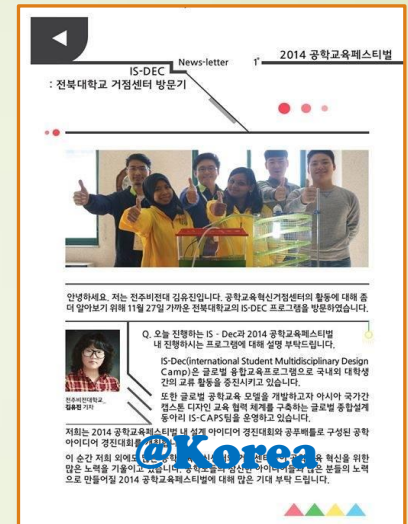 News-letter
1st
2014 공학교육페스티벌
IS-DEC
: 전북대학교 거점센터 방문기
안녕하세요. 저는 전주비전대 김유진입니다. 공학교육혁신거점센터의 활동에 대해 좀
더 알아보기 위해 11월 27일 가까운 전북대학교의 IS-DEC 프로그램을 방문하였습니다.
Q. 오늘 진행하는 IS - Dec과 2014 공학교육페스티벌
내 진행하시는 프로그램에 대해 설명 부탁드립니다.
IS-Dec(international Student Multidisciplinary Design
Camp)은 글로벌 융합교육프로그램으로 국내외 대학생
간의 교류 활동을 증진시키고 있습니다.
또한 글로벌 공학교육 모델을 개발하고자 아시아 국가간
캡스톤 디자인 교육 협력 체계를 구축하는 글로벌 종합설계
동아리 IS-CAPS팀을 운영하고 있습니다.
전주비전대학교_
김유진 기자
저희는 2014 공학교육페스티벌 내 설계 아이디어 경진대회와 공푸배틀로 구성된 공학
아이디어 경진대회를
이 순간 저희 외에도 혁신을 위한
많은 노력을 기울이고 있습니다. 많은 분들의 노력
으로 만들어질 2014 공학교육페스티벌에 대해 많은 기대 부탁 드립니다.
@Korea